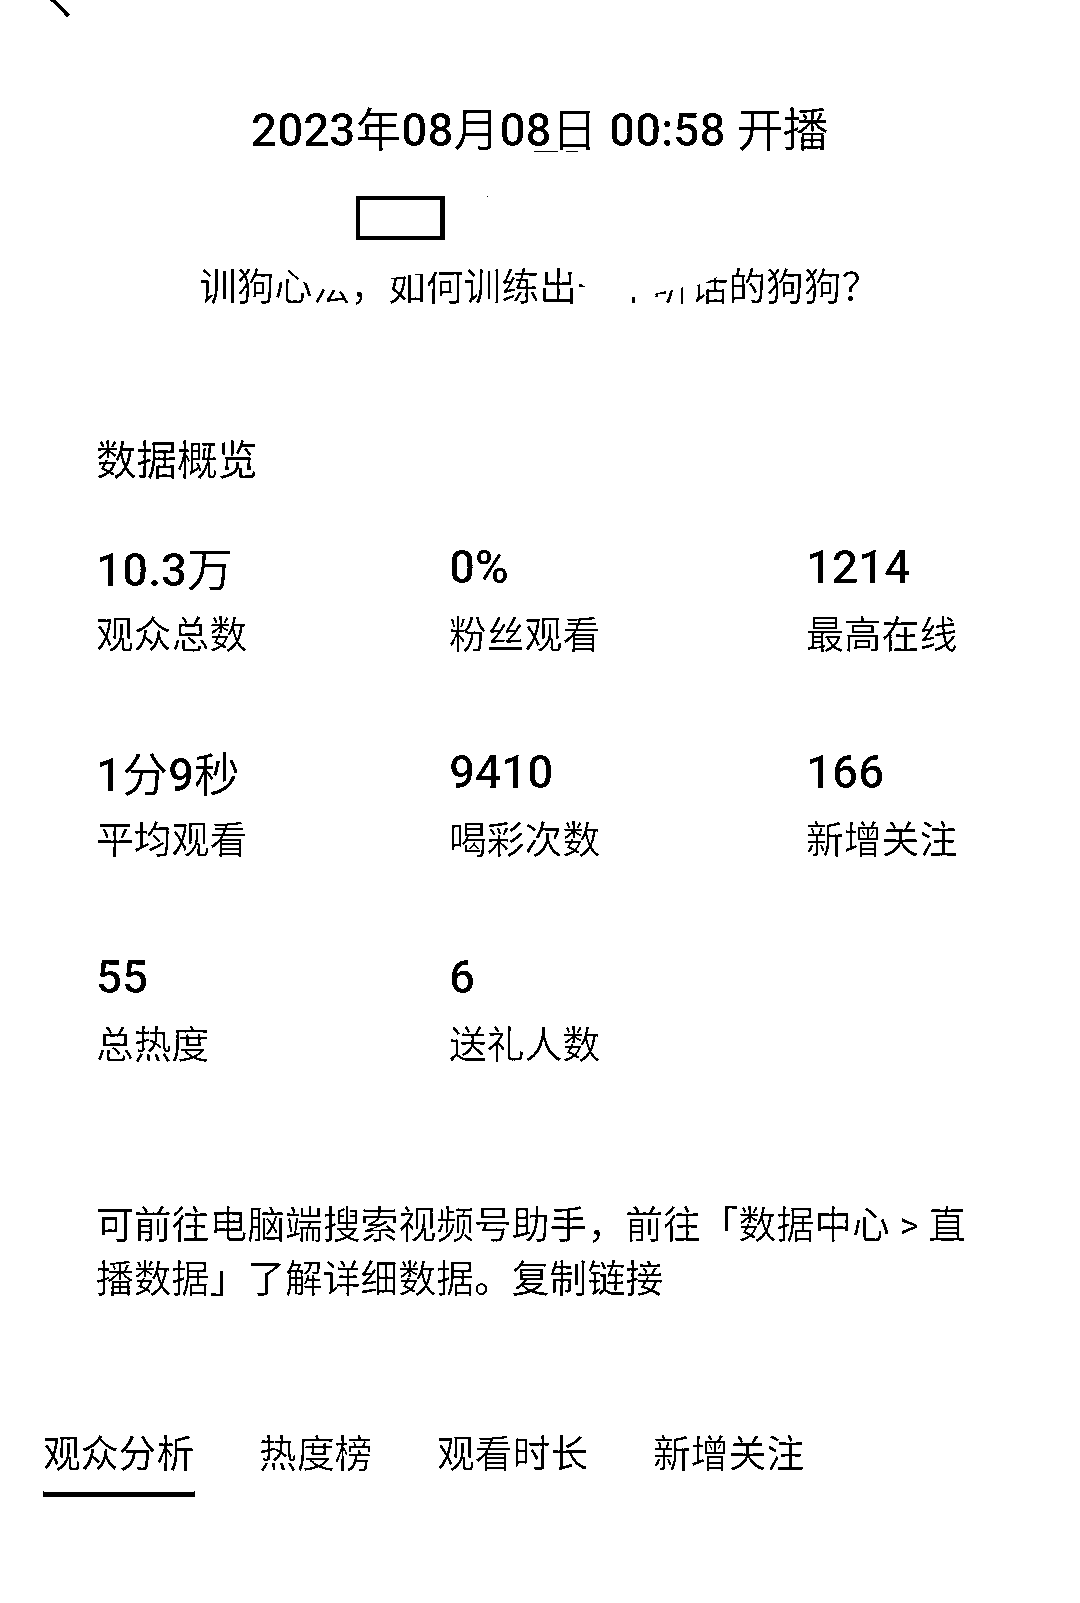 2023年08月08日 00:58 开播
训狗心法，如何训练出 听话的狗狗？
数据概览
10.3万 0% 1214
观众总数 粉丝观看 最高在线
1分9秒 9410 166
平均观看 喝彩次数 新增关注
55 6
总热度 送礼人数
可前往电脑端搜索视频号助手，前往「数据中心 > 直
播数据」了解详细数据。复制链接
观众分析 热度榜 观看时长 新增关注